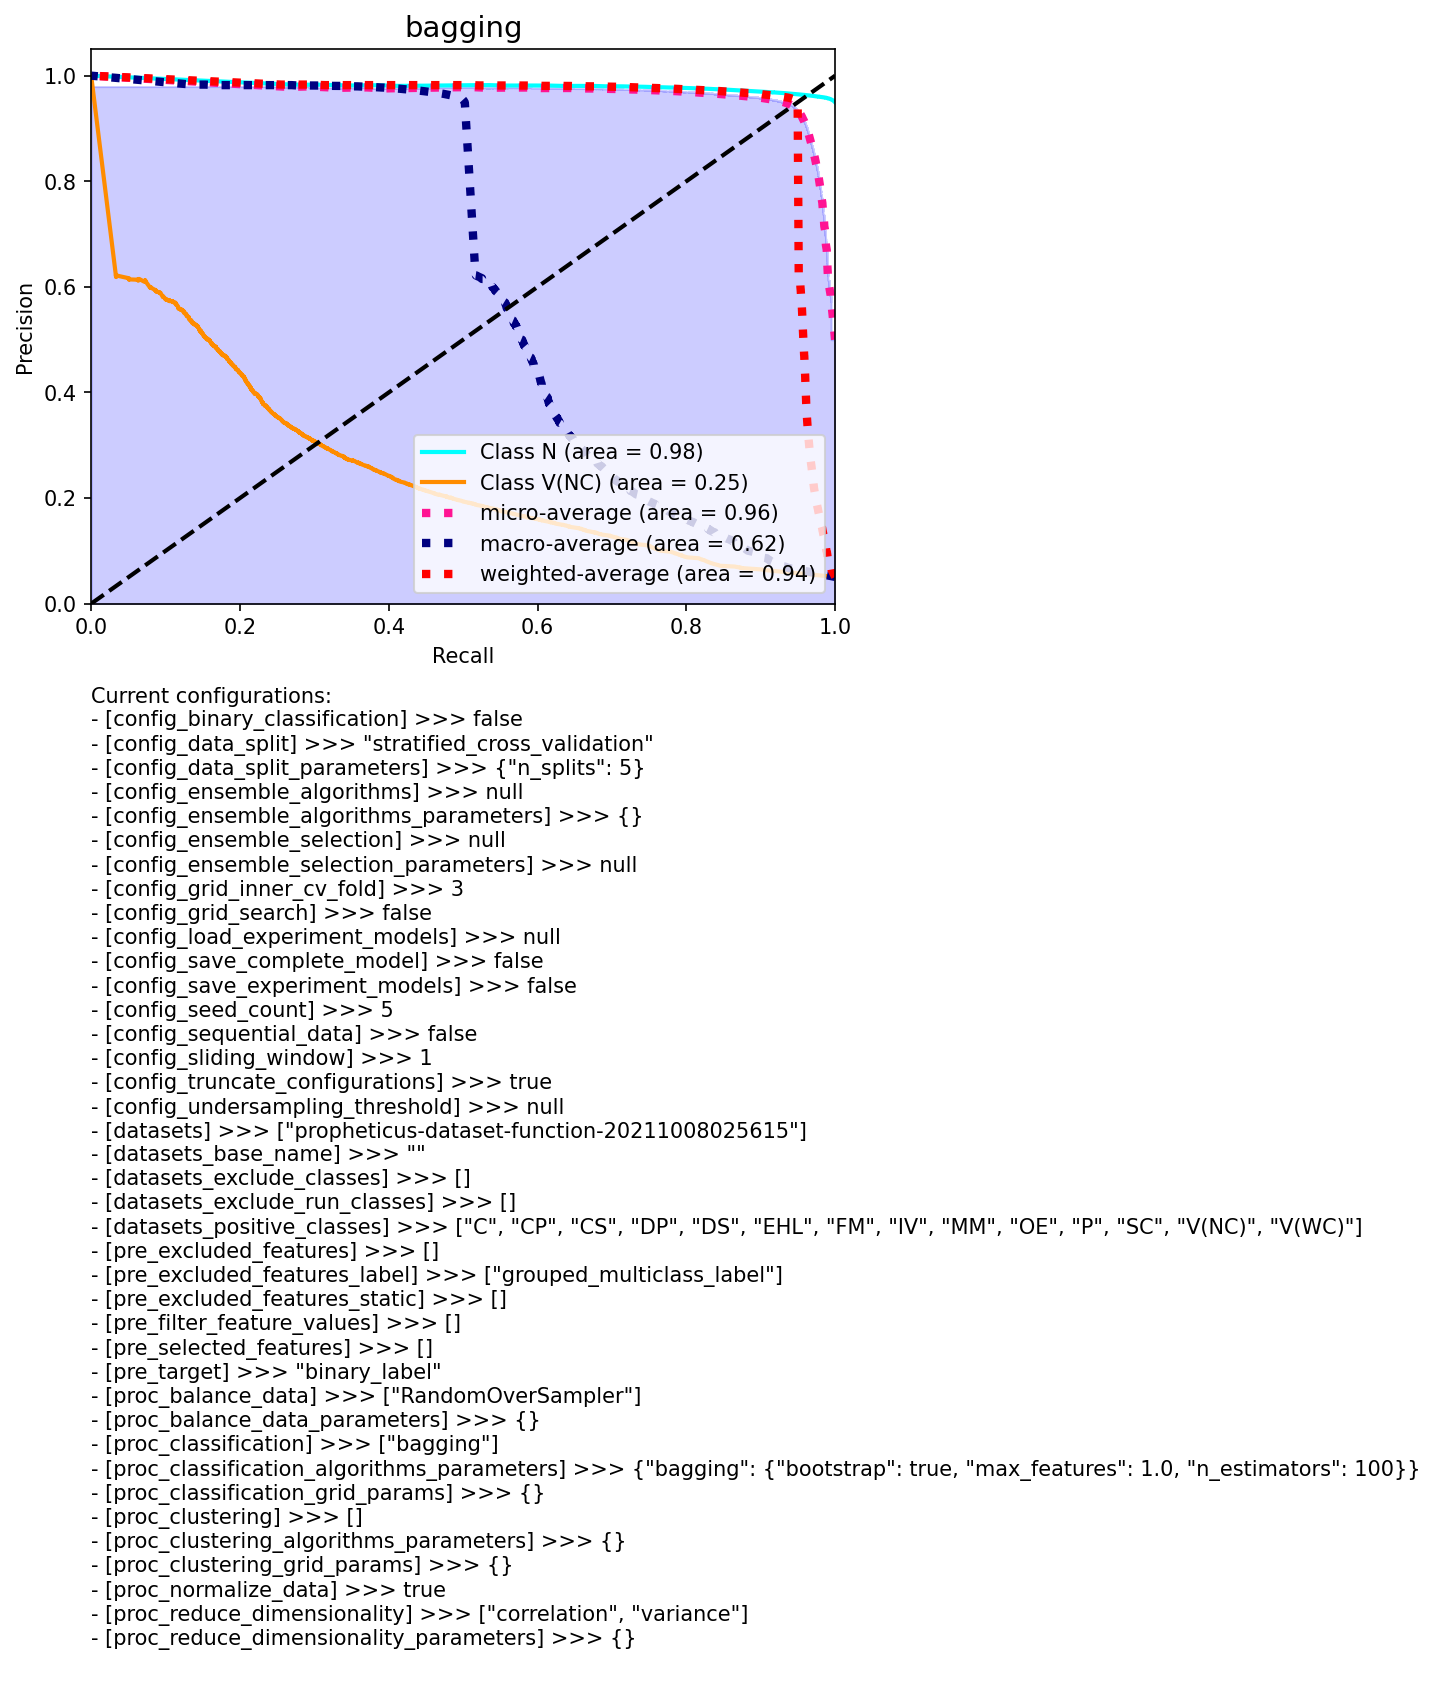 bagging
1.0
0.8
0.6
0.4
0.2
0.0
Precision
0.0 0.2 0.4 0.6 0.8 1.0
Recall
Class N (area = 0.98)
Class V(NC) (area = 0.25)
micro-average (area = 0.96)
macro-average (area = 0.62)
weighted-average (area = 0.94)
Current configurations:
- [config_binary_classification] >>> false
- [config_data_split] >>> "stratified_cross_validation"
- [config_data_split_parameters] >>> {"n_splits": 5}
- [config_ensemble_algorithms] >>> null
- [config_ensemble_algorithms_parameters] >>> {}
- [config_ensemble_selection] >>> null
- [config_ensemble_selection_parameters] >>> null
- [config_grid_inner_cv_fold] >>> 3
- [config_grid_search] >>> false
- [config_load_experiment_models] >>> null
- [config_save_complete_model] >>> false
- [config_save_experiment_models] >>> false
- [config_seed_count] >>> 5
- [config_sequential_data] >>> false
- [config_sliding_window] >>> 1
- [config_truncate_configurations] >>> true
- [config_undersampling_threshold] >>> null
- [datasets] >>> ["propheticus-dataset-function-20211008025615"]
- [datasets_base_name] >>> ""
- [datasets_exclude_classes] >>> []
- [datasets_exclude_run_classes] >>> []
- [datasets_positive_classes] >>> ["C", "CP", "CS", "DP", "DS", "EHL", "FM", "IV", "MM", "OE", "P", "SC", "V(NC)", "V(WC)"]
- [pre_excluded_features] >>> []
- [pre_excluded_features_label] >>> ["grouped_multiclass_label"]
- [pre_excluded_features_static] >>> []
- [pre_filter_feature_values] >>> []
- [pre_selected_features] >>> []
- [pre_target] >>> "binary_label"
- [proc_balance_data] >>> ["RandomOverSampler"]
- [proc_balance_data_parameters] >>> {}
- [proc_classification] >>> ["bagging"]
- [proc_classification_algorithms_parameters] >>> {"bagging": {"bootstrap": true, "max_features": 1.0, "n_estimators": 100}}
- [proc_classification_grid_params] >>> {}
- [proc_clustering] >>> []
- [proc_clustering_algorithms_parameters] >>> {}
- [proc_clustering_grid_params] >>> {}
- [proc_normalize_data] >>> true
- [proc_reduce_dimensionality] >>> ["correlation", "variance"]
- [proc_reduce_dimensionality_parameters] >>> {}